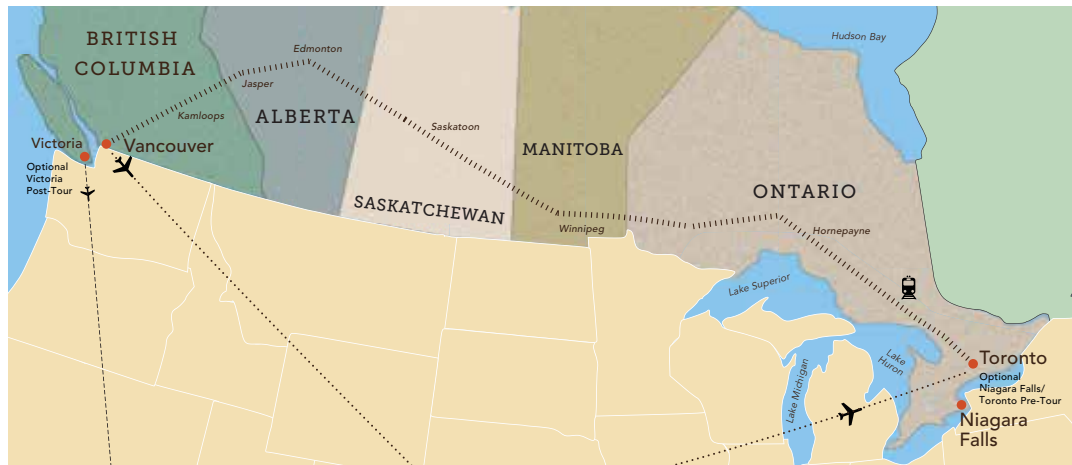 BRITISH
COLUMBIA
Edmonton
Jasper
Kamloops
ALBERTA
Victoria
Vancouver
Optional
Victoria
Post-Tour
Saskatoon
SASKATCHEWAN
MANITOBA
Winnipeg
Hudson Bay
ONTARIO
Hornepayne
Lake Superior
Lake Michigan
Lake
Huron
Toronto
Optional
Niagara Falls/
Toronto Pre-Tour
Niagara
Falls